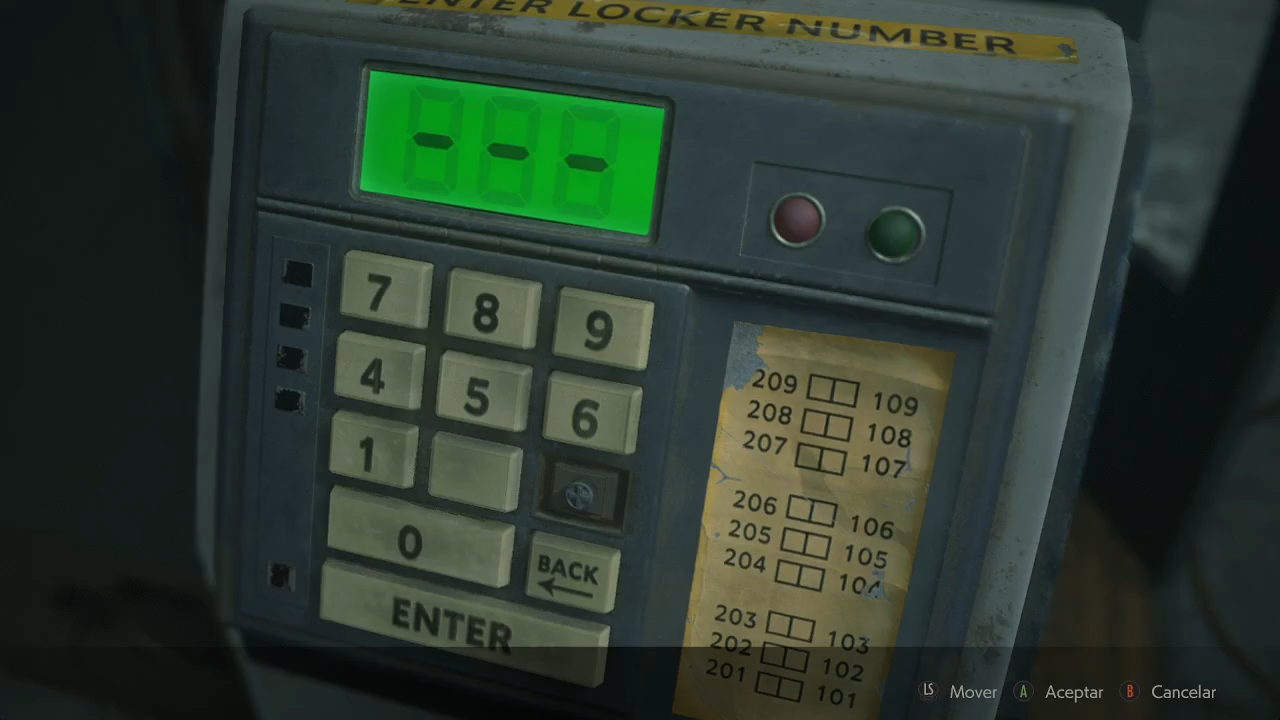 ENTER LOCKER NUMBER
---
7 8 9
4 5 6
1
0 BACK
ENTER
209 109
208 108
207 107
206 106
205 105
204 104
203 103
202 102
201 101
LS Mover A Aceptar B Cancelar